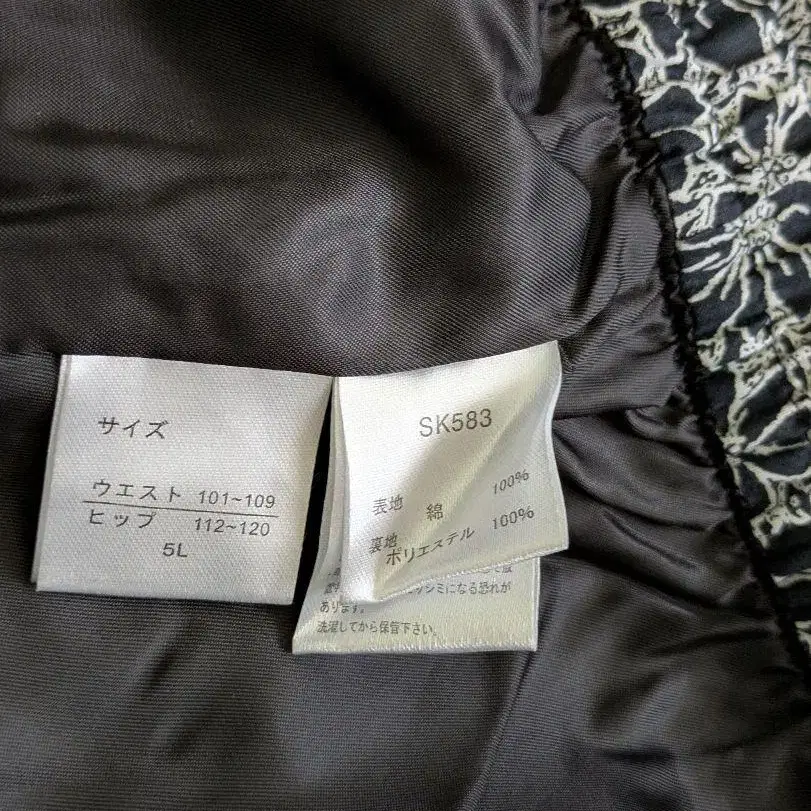 サイズ
ウエスト 101~109
ヒップ 112~120
5L
SK583
表地 綿 100%
裏地 ポリエステル 100%
シミになる恐れが
あります。
洗濯してから保管下さい。